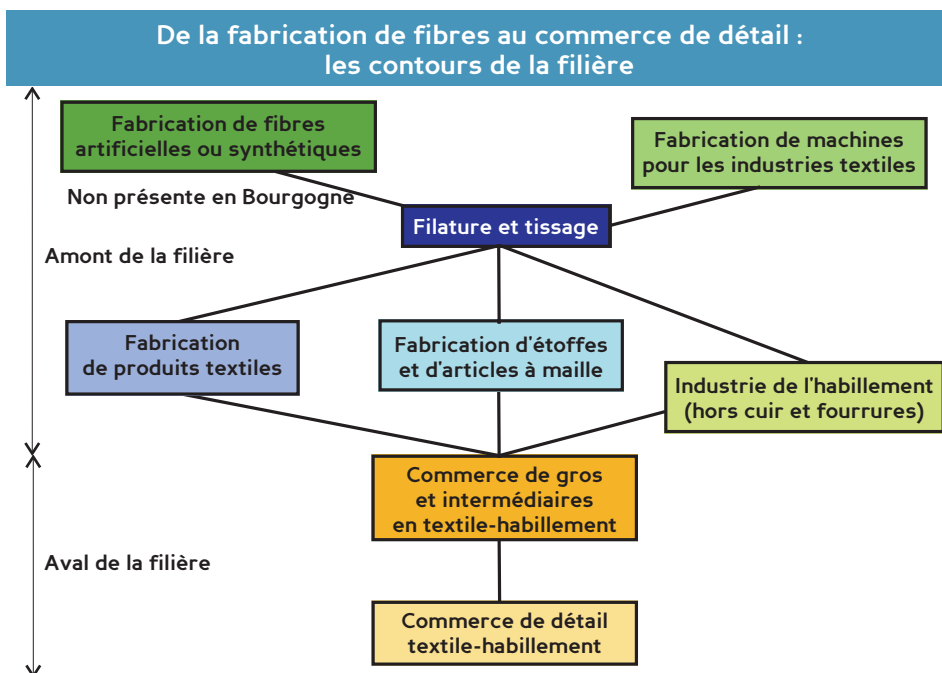 De la fabrication de fibres au commerce de détail :
les contours de la filière
Fabrication de fibres
artificielles ou synthétiques
Fabrication de machines
pour les industries textiles
Non présente en Bourgogne
Filature et tissage
Amont de la filière
Fabrication
de produits textiles
Fabrication d'étoffes
et d'articles à maille
Industrie de l'habillement
(hors cuir et fourrures)
Commerce de gros
et intermédiaires
en textile-habillement
Aval de la filière
Commerce de détail
textile-habillement